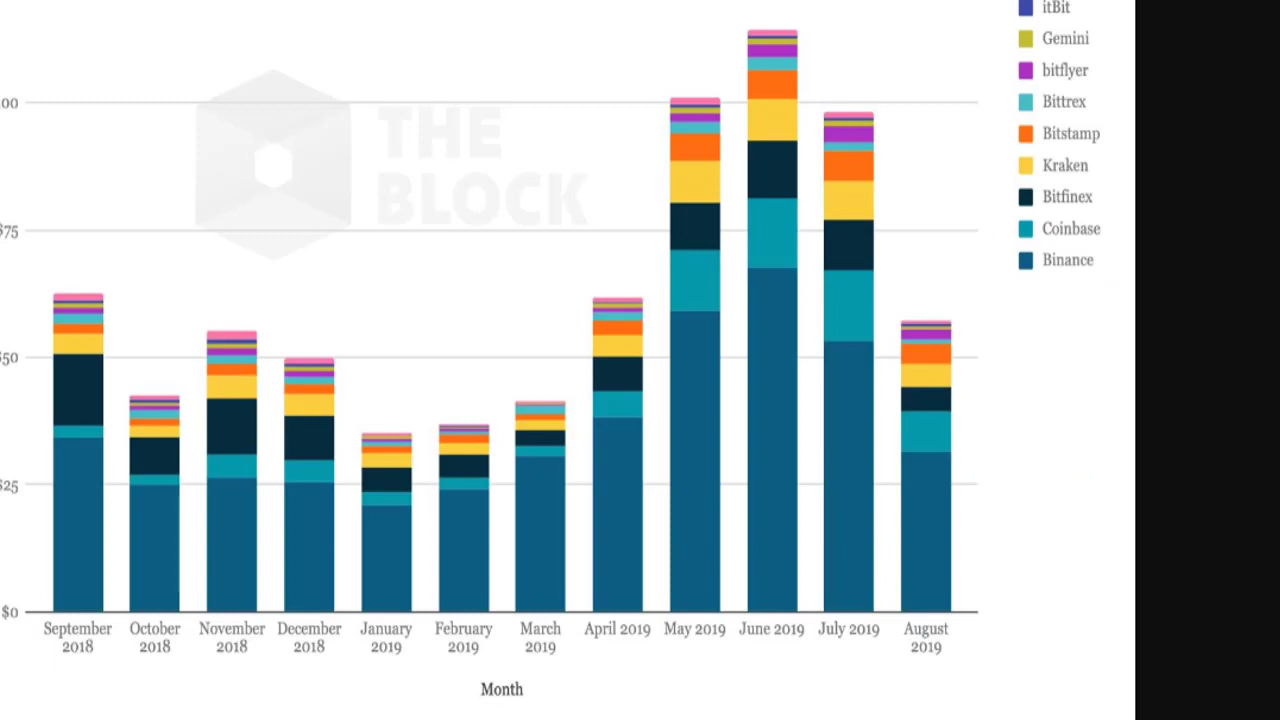 itBit
Gemini
bitflyer
Bittrex
Bitstamp
Kraken
Bitfinex
Coinbase
Binance
THE
BLOCK
00
$75
$50
$25
$0
September 2018
October 2018
November 2018
December 2018
January 2019
February 2019
March 2019
April 2019
May 2019
June 2019
July 2019
August 2019
Month